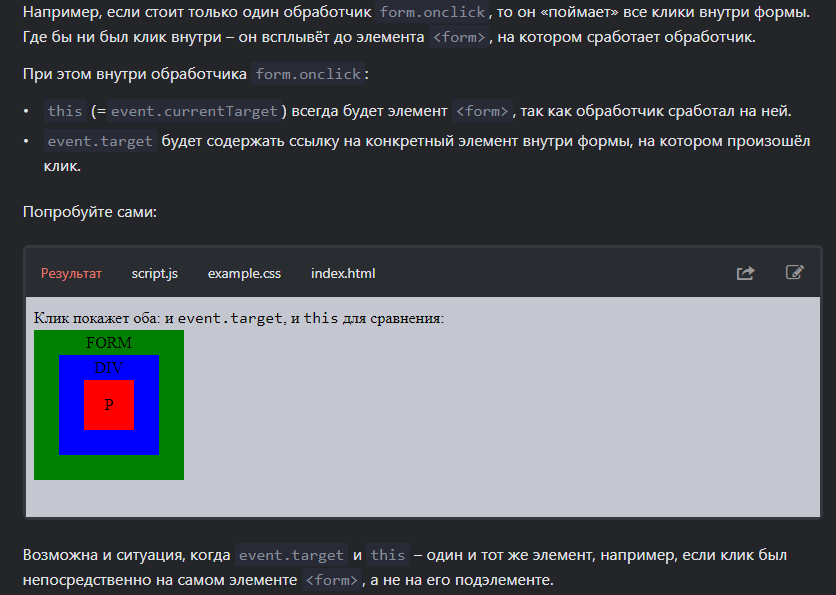 Например, если стоит только один обработчик form.onclick, то он «поймает» все клики внутри формы.
Где бы ни был клик внутри – он всплывёт до элемента <form>, на котором сработает обработчик.
При этом внутри обработчика form.onclick:
• this (=event.currentTarget) всегда будет элемент <form>, так как обработчик сработал на ней.
• event.target будет содержать ссылку на конкретный элемент внутри формы, на котором произошёл
клик.
Попробуйте сами:
Результат script.js example.css index.html
Клик покажет оба: и event.target, и this для сравнения:
FORM
DIV
P
Возможна и ситуация, когда event.target и this – один и тот же элемент, например, если клик был
непосредственно на самом элементе <form>, а не на его подэлементе.